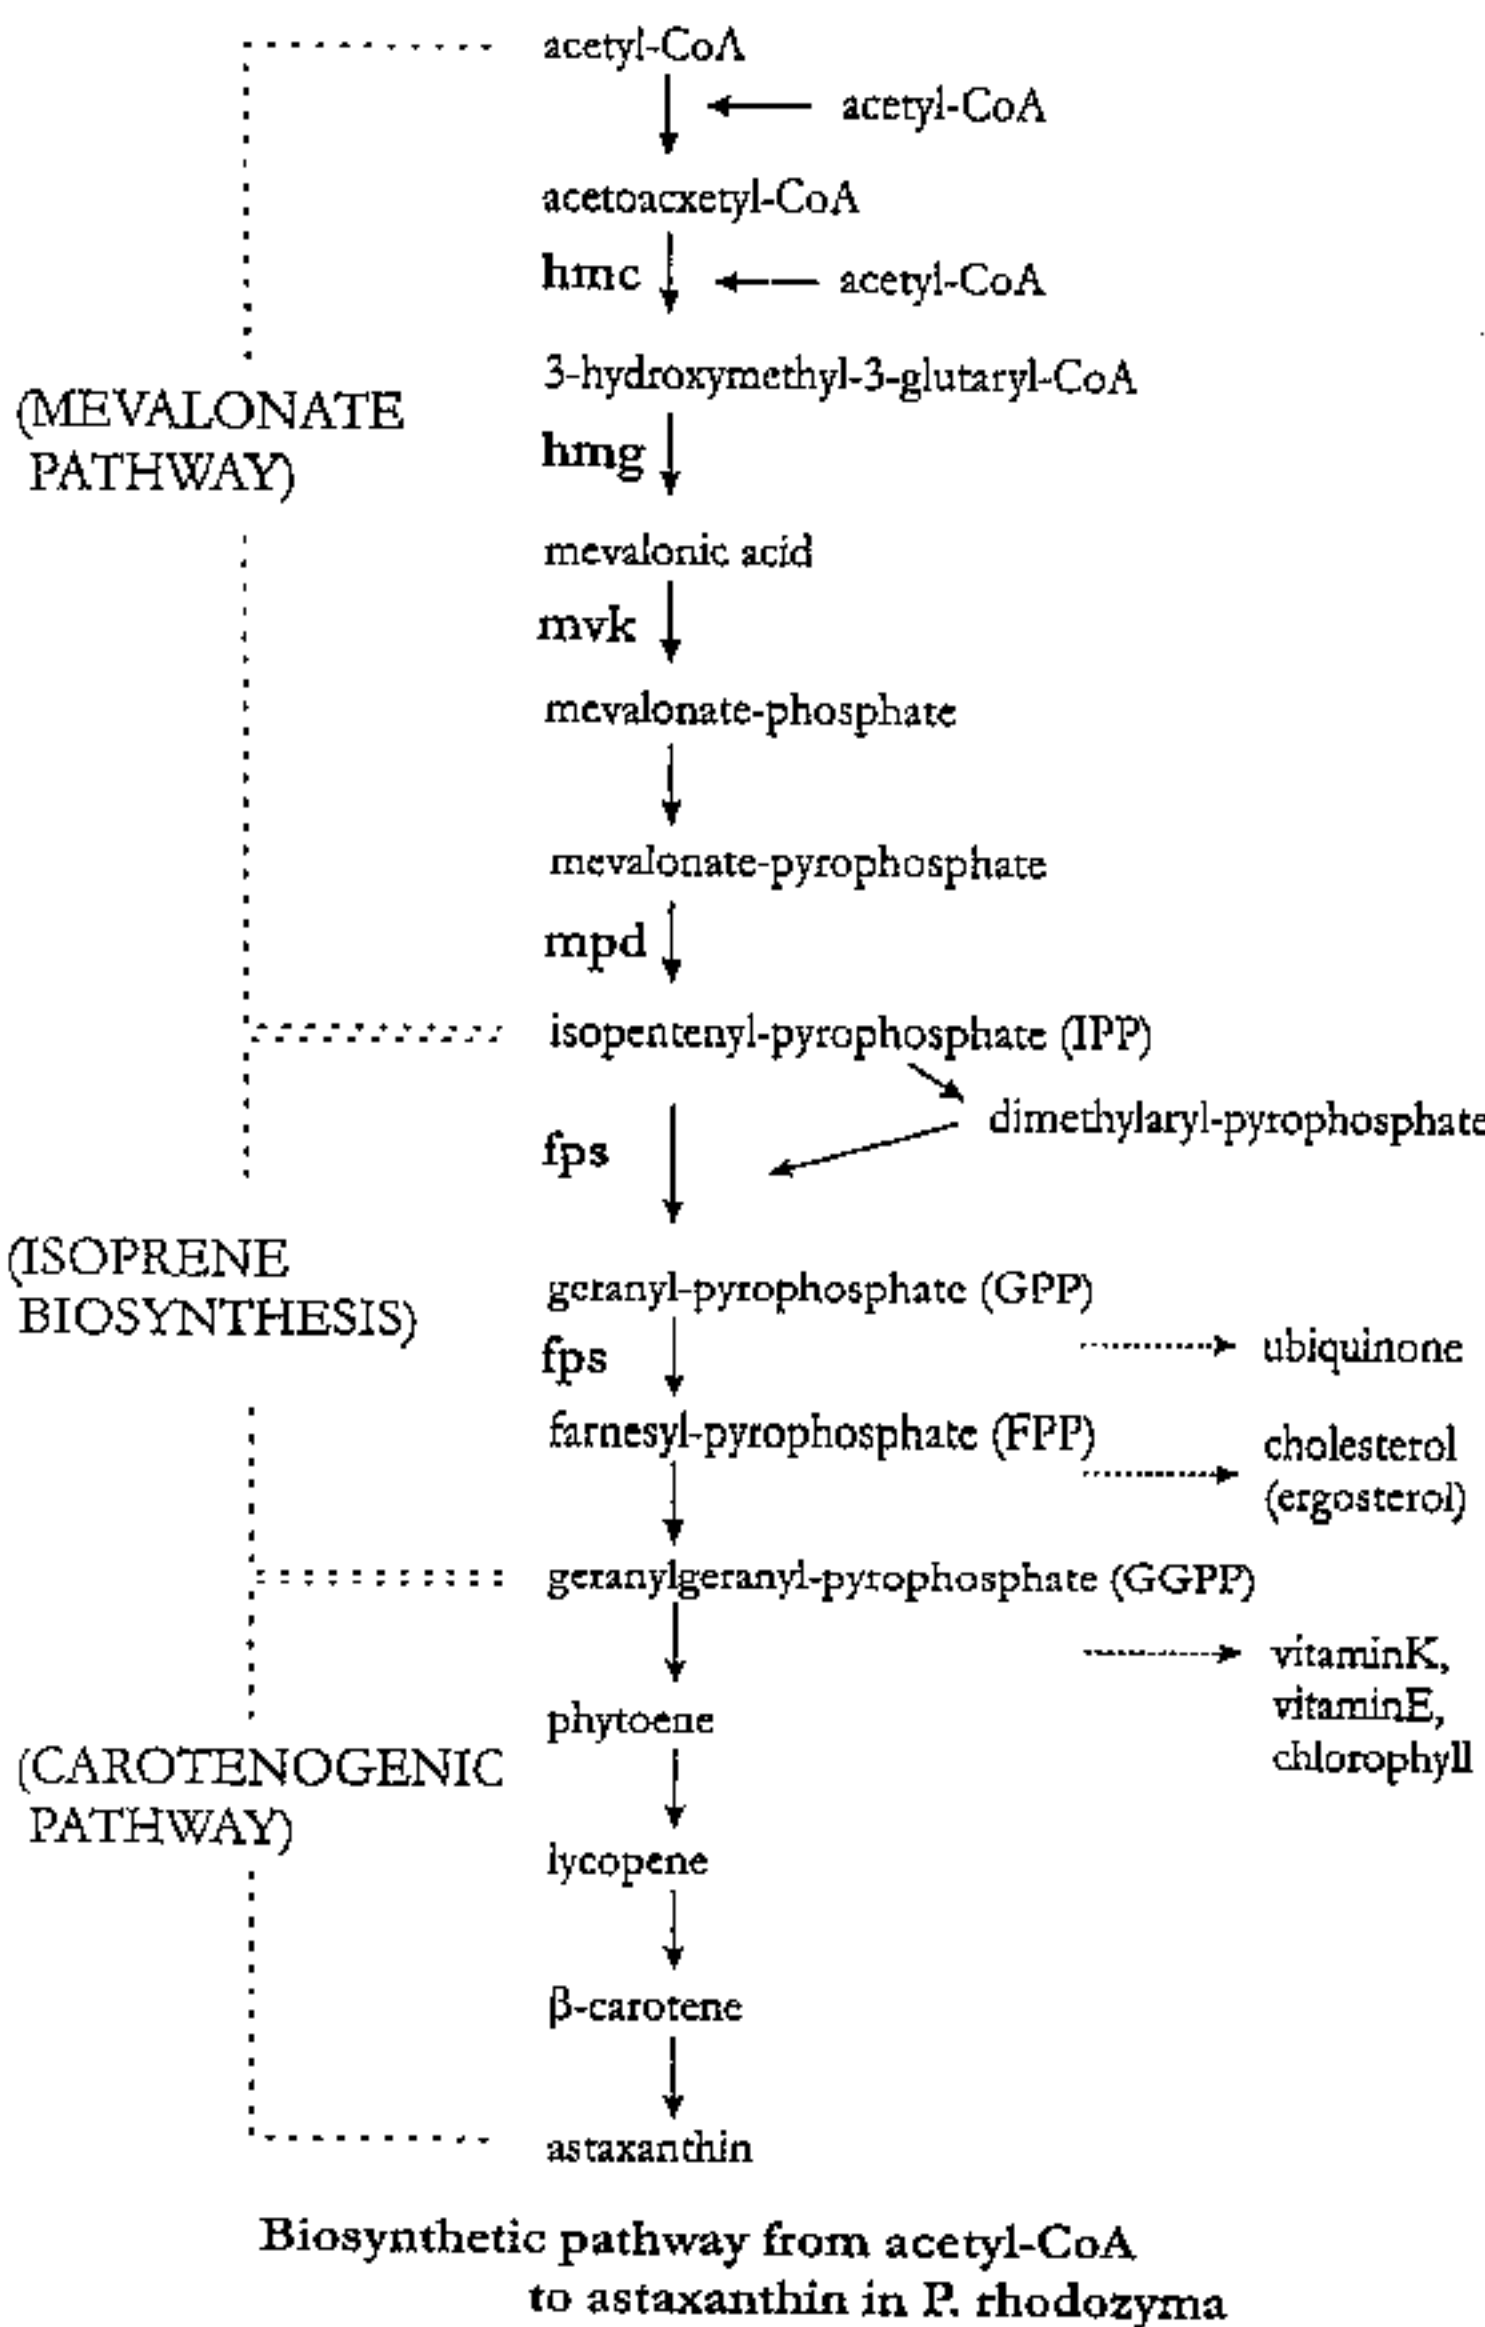 acetyl-CoA
acetyl-CoA
acetoacxetyl-CoA
hmc
acetyl-CoA
3-hydroxymethyl-3-glutaryl-CoA
(MEVALONATE
PATHWAY)
hmg
mevalonic acid
mvk
mevalonate-phosphate
mevalonate-pyrophosphate
mpd
isopentenyl-pyrophosphate (IPP)
dimethylaryl-pyrophosphate
fps
(ISOPRENE
BIOSYNTHESIS)
geranyl-pyrophosphate (GPP)
fps
ubiquinone
farnesyl-pyrophosphate (FPP)
cholesterol
(ergosterol)
geranylgeranyl-pyrophosphate (GGPP)
vitaminK,
vitaminE,
chlorophyll
phytoene
(CAROTENOGENIC
PATHWAY)
lycopene
β-carotene
astaxanthin
Biosynthetic pathway from acetyl-CoA
to astaxanthin in P. rhodozyma